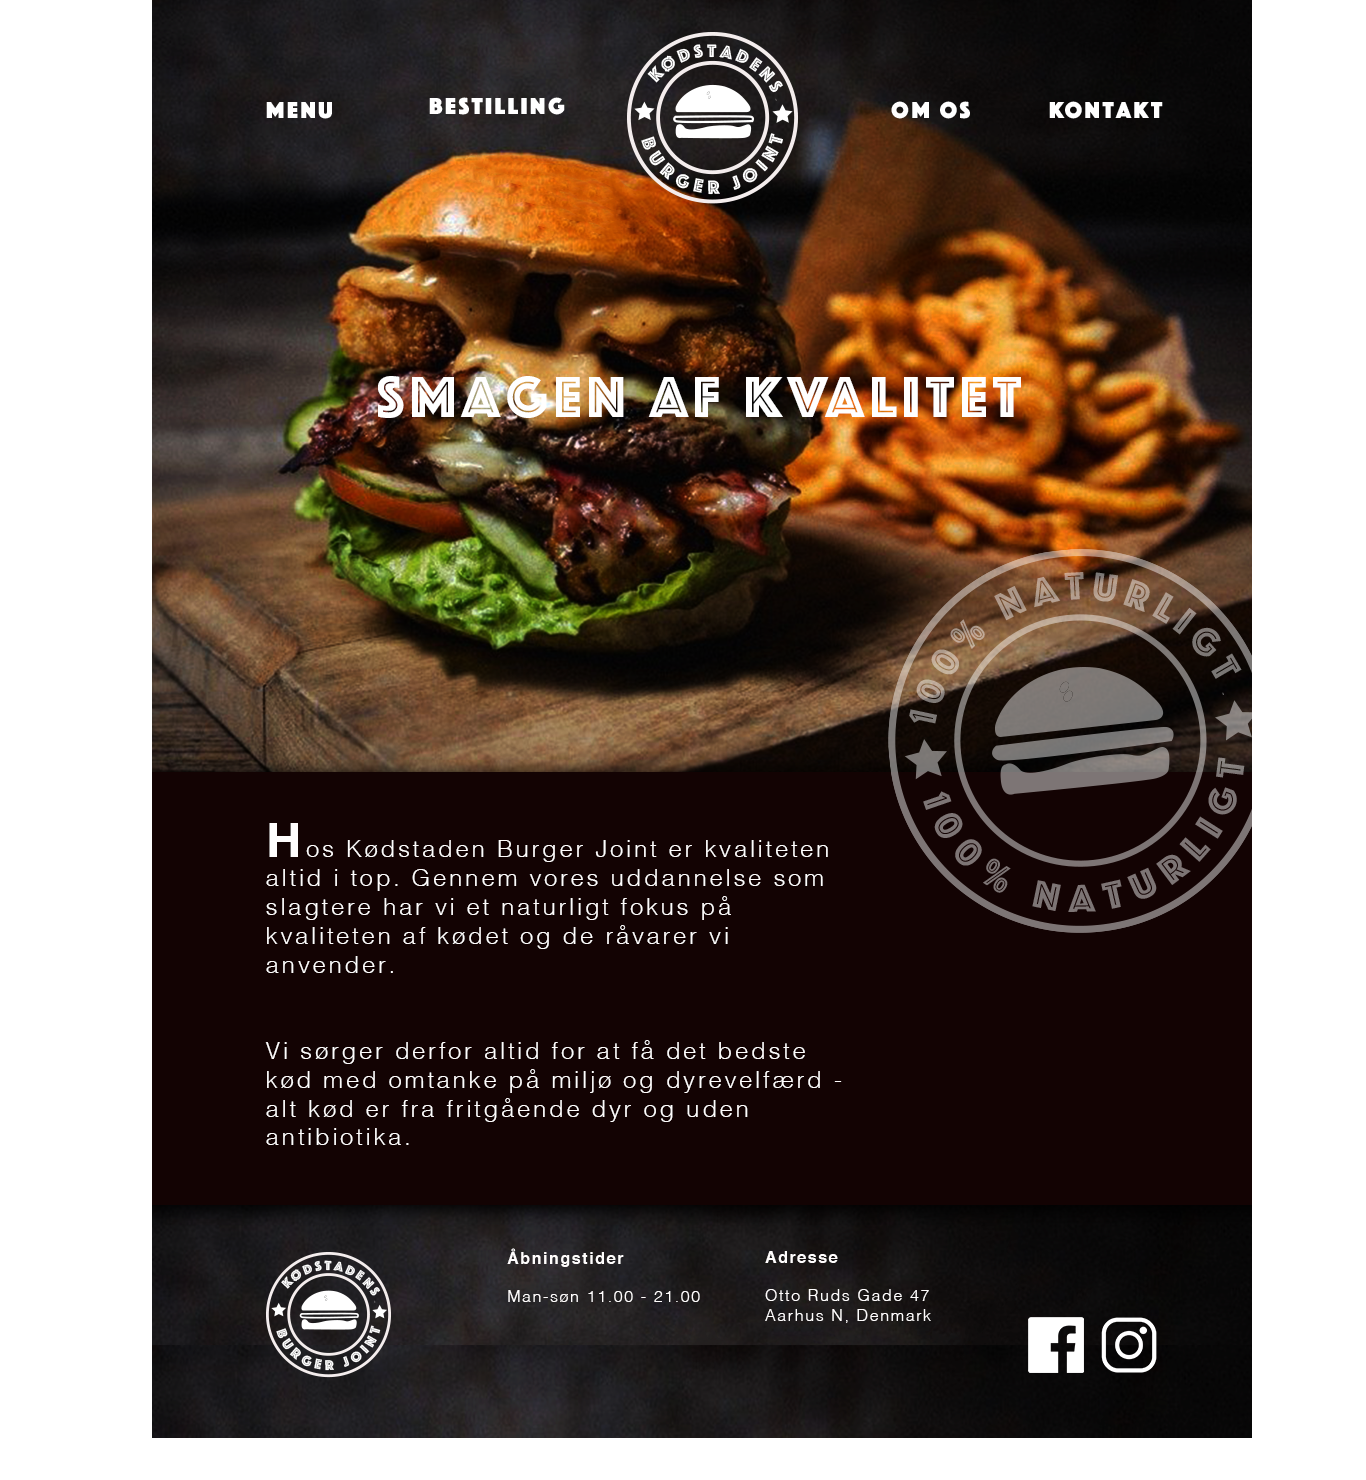 KØDSTADENS
BURGER JOINT
MENU
BESTILLING
OM OS
KONTAKT
SMAGEN AF KVALITET
100% NATURLIGT
100% NATURLIGT
Hos Kødstaden Burger Joint er kvaliteten
altid i top. Gennem vores uddannelse som
slagtere har vi et naturligt fokus på
kvaliteten af kødet og de råvarer vi
anvender.
Vi sørger derfor altid for at få det bedste
kød med omtanke på miljø og dyrevelfærd -
alt kød er fra fritgående dyr og uden
antibiotika.
KØDSTADENS
BURGER JOINT
Åbningstider
Man-søn 11.00 - 21.00
Adresse
Otto Ruds Gade 47
Aarhus N, Denmark